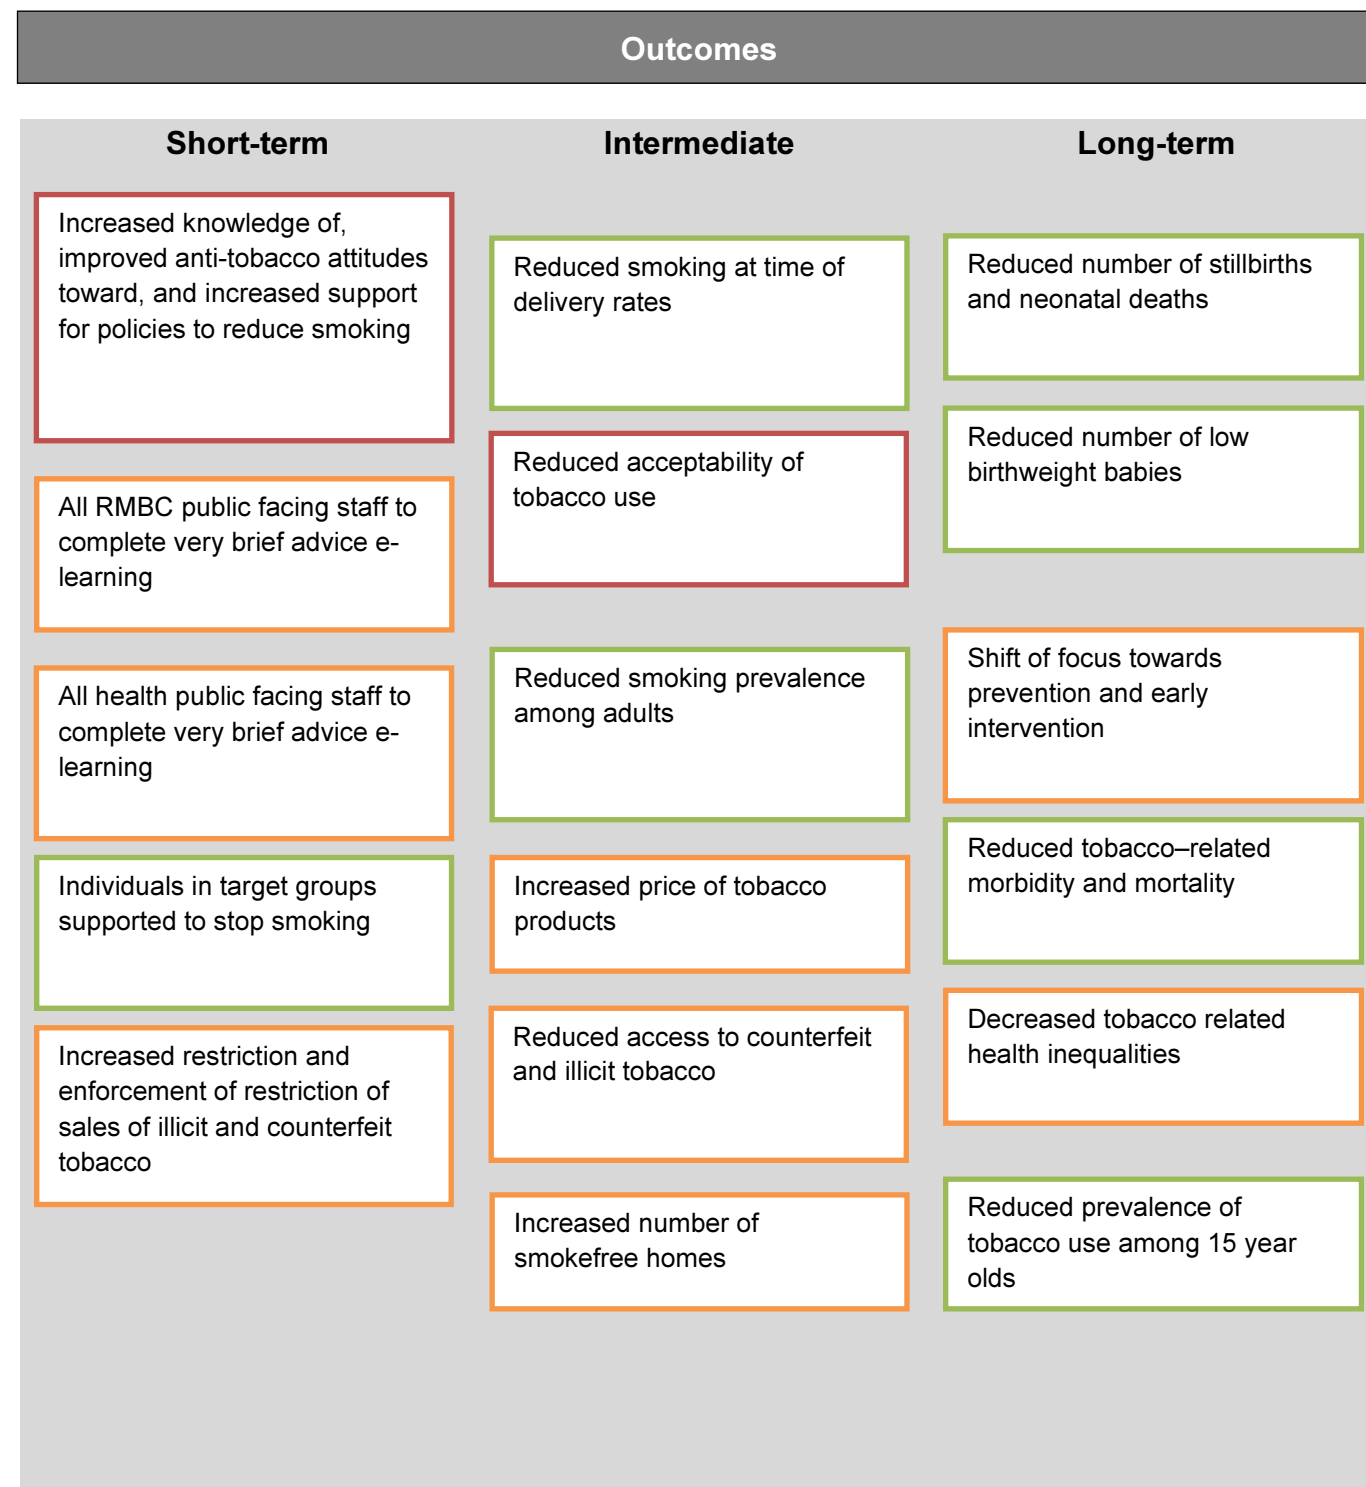 Outcomes
Short-term
Increased knowledge of,
improved anti-tobacco attitudes
toward, and increased support
for policies to reduce smoking
All RMBC public facing staff to
complete very brief advice e-
learning
All health public facing staff to
complete very brief advice e-
learning
Individuals in target groups
supported to stop smoking
Increased restriction and
enforcement of restriction of
sales of illicit and counterfeit
tobacco
Intermediate
Reduced smoking at time of
delivery rates
Reduced acceptability of
tobacco use
Reduced smoking prevalence
among adults
Increased price of tobacco
products
Reduced access to counterfeit
and illicit tobacco
Increased number of
smokefree homes
Long-term
Reduced number of stillbirths
and neonatal deaths
Reduced number of low
birthweight babies
Shift of focus towards
prevention and early
intervention
Reduced tobacco–related
morbidity and mortality
Decreased tobacco related
health inequalities
Reduced prevalence of
tobacco use among 15 year
olds